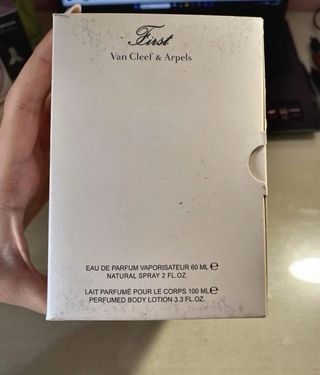 First
Van Cleef & Arpels
EAU DE PARFUM VAPORISATEUR 60 ML ℮
NATURAL SPRAY 2 FL.OZ.
LAIT PARFUMÉ POUR LE CORPS 100 ML ℮
PERFUMED BODY LOTION 3.3 FL.OZ.